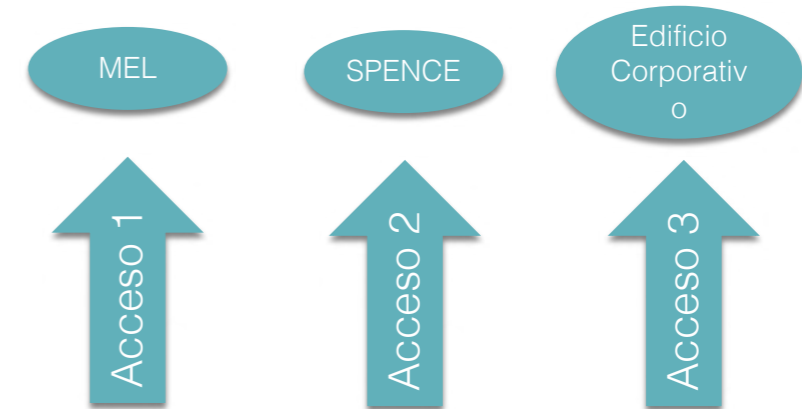 MEL
SPENCE
Edificio
Corporativ
o
Acceso 1
Acceso 2
Acceso 3